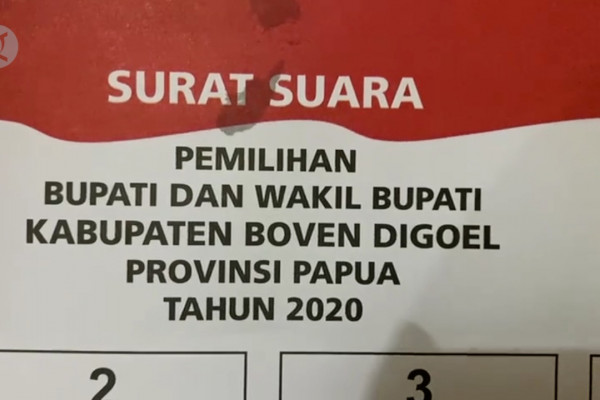 SURAT SUARA
PEMILIHAN
BUPATI DAN WAKIL BUPATI
KABUPATEN BOVEN DIGOEL
PROVINSI PAPUA
TAHUN 2020
2 3